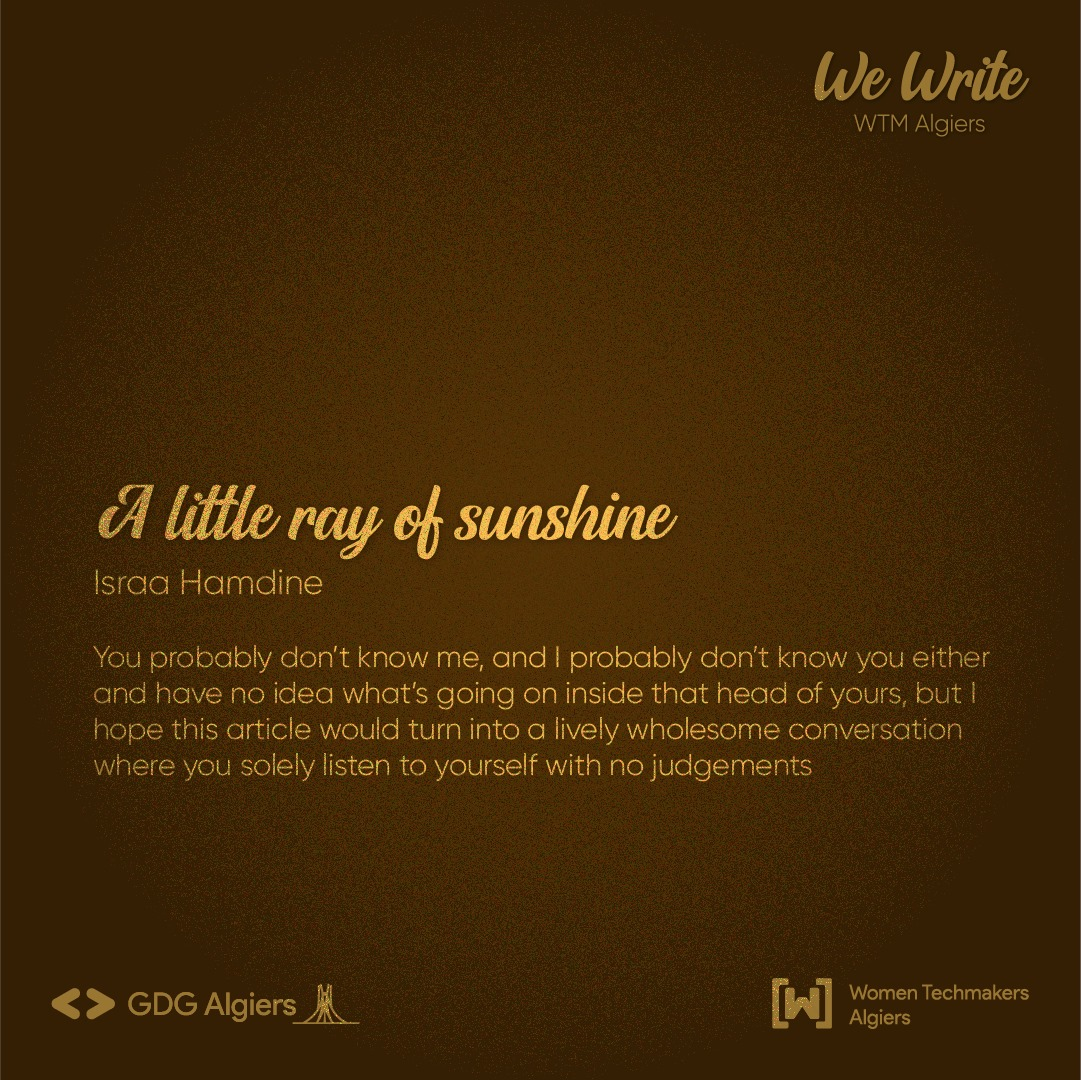 We Write
WTM Algiers
A little ray of sunshine
Israa Hamdine
You probably don't know me, and I probably don't know you either
and have no idea what's going on inside that head of yours, but I
hope this article would turn into a lively wholesome conversation
where you solely listen to yourself with no judgements
GDG Algiers
[W] Women Techmakers
Algiers